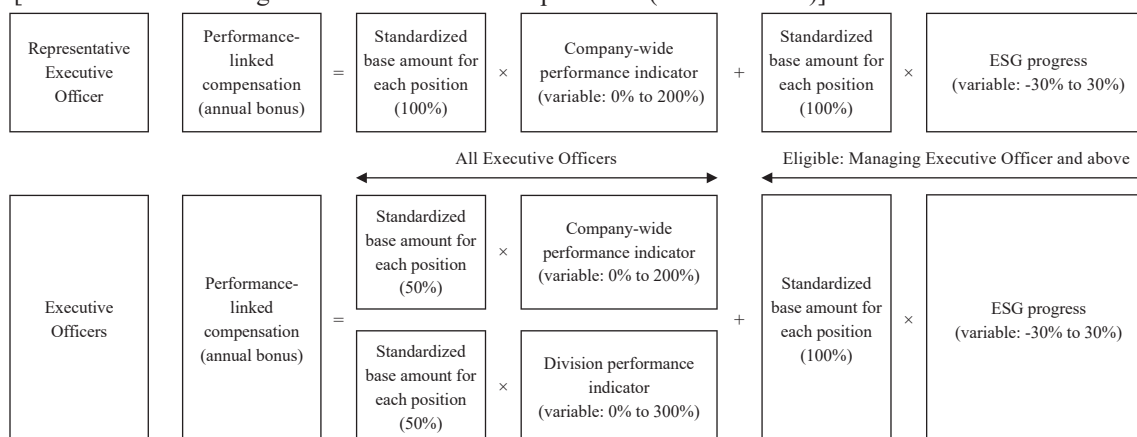 Representative
Executive
Officer
Performance-
linked
compensation
(annual bonus)
=
Standardized
base amount for
each position
(100%)
×
Company-wide
performance indicator
(variable: 0% to 200%)
+
Standardized
base amount for
each position
(100%)
×
ESG progress
(variable: -30% to 30%)
All Executive Officers
Eligible: Managing Executive Officer and above
Executive
Officers
Performance-
linked
compensation
(annual bonus)
=
Standardized
base amount for
each position
(50%)
×
Company-wide
performance indicator
(variable: 0% to 200%)
Standardized
base amount for
each position
(50%)
×
Division performance
indicator
(variable: 0% to 300%)
+
Standardized
base amount for
each position
(100%)
×
ESG progress
(variable: -30% to 30%)